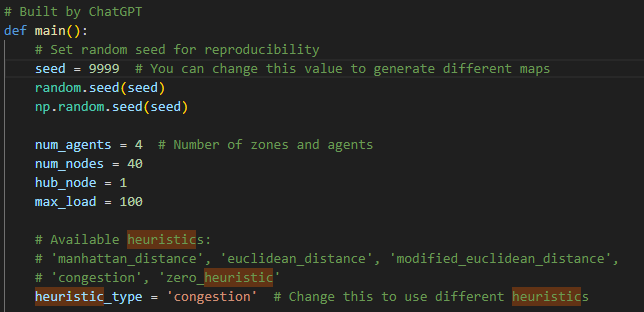 # Built by ChatGPT
def main():
    # Set random seed for reproducibility
    seed = 9999  # You can change this value to generate different maps
    random.seed(seed)
    np.random.seed(seed)

    num_agents = 4  # Number of zones and agents
    num_nodes = 40
    hub_node = 1
    max_load = 100

    # Available heuristics:
    # 'manhattan_distance', 'euclidean_distance', 'modified_euclidean_distance',
    # 'congestion', 'zero_heuristic'
    heuristic_type = 'congestion'  # Change this to use different heuristics